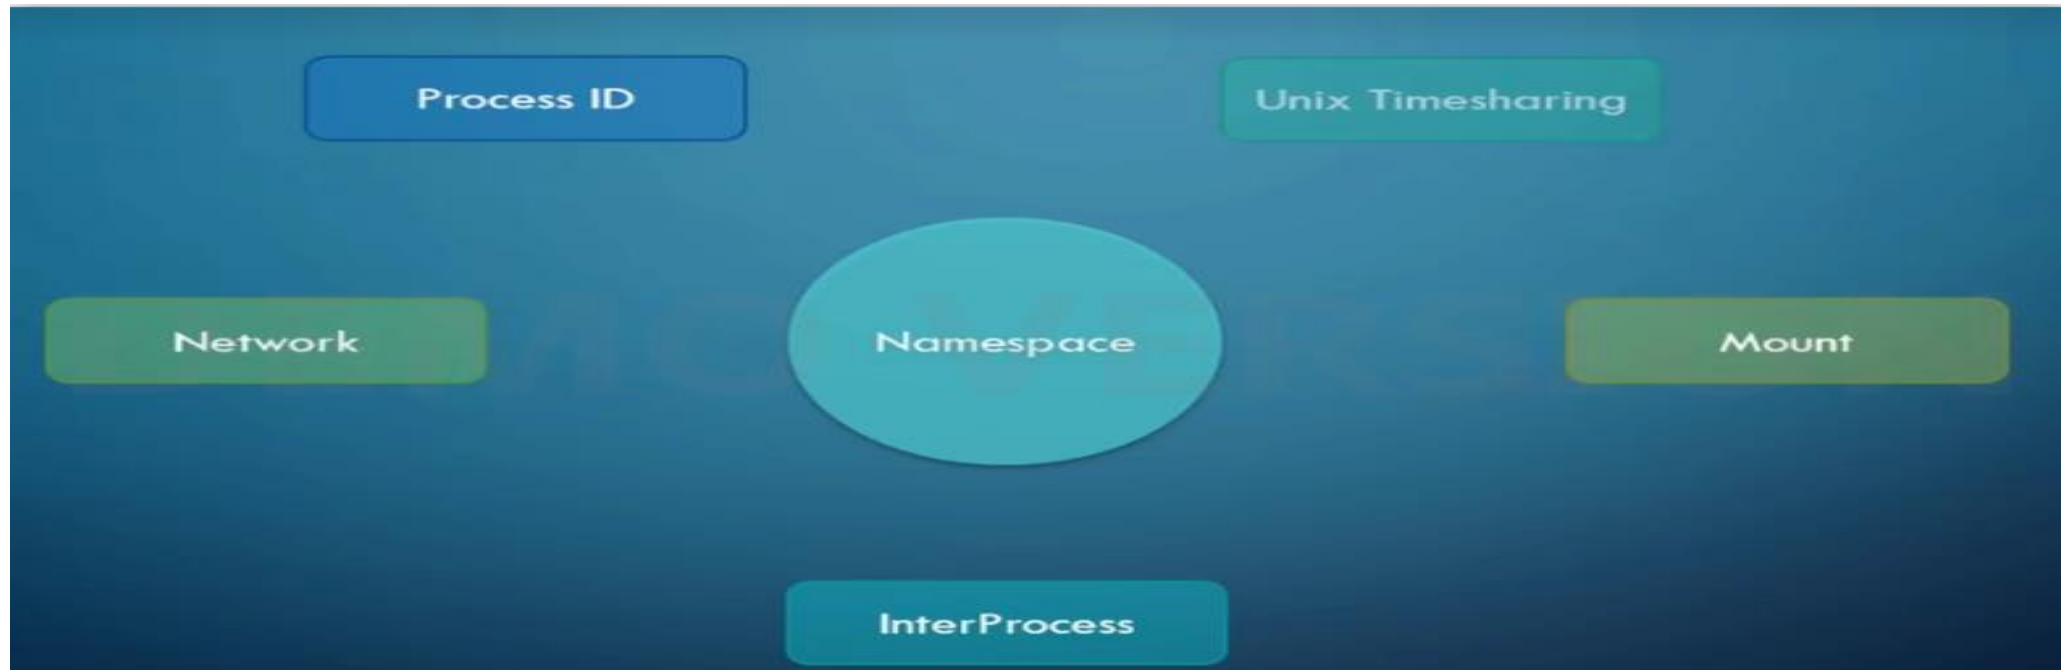 Process ID
Unix Timesharing
Network
Namespace
Mount
InterProcess